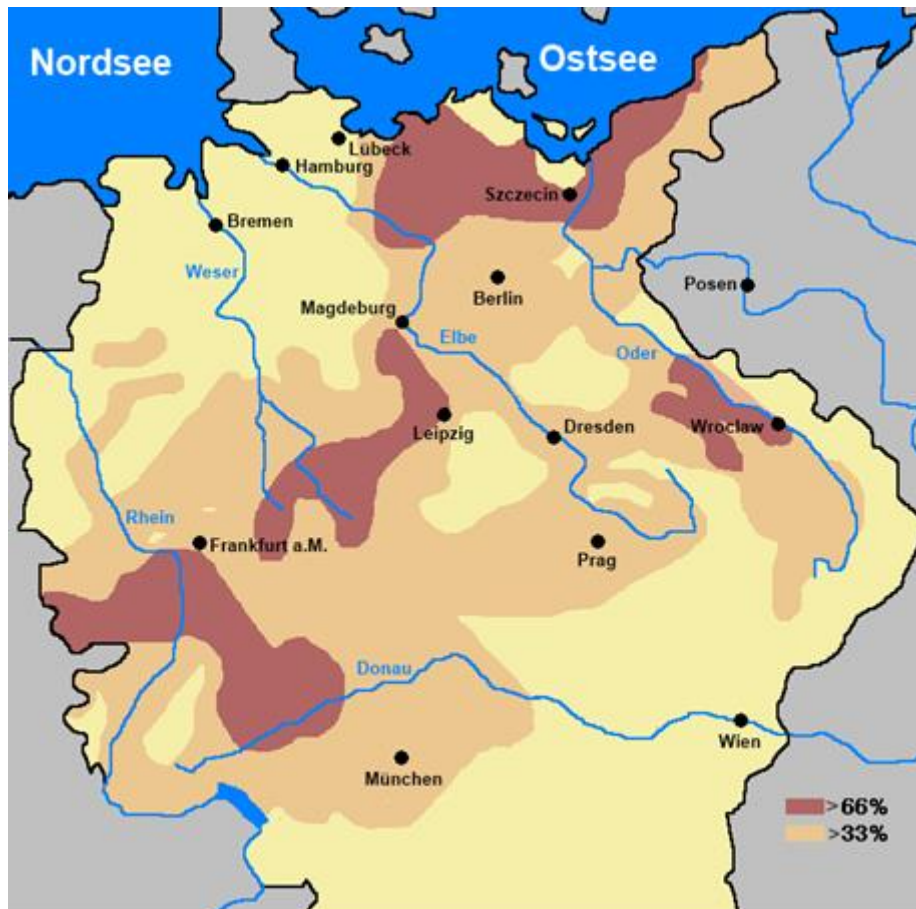 Nordsee
Ostsee
Lübeck
Hamburg
Szczecin
Bremen
Weser
Berlin
Posen
Magdeburg
Elbe
Oder
Leipzig
Dresden
Wroclaw
Rhein
Frankfurt a.M.
Prag
Donau
Wien
München
>66%
>33%